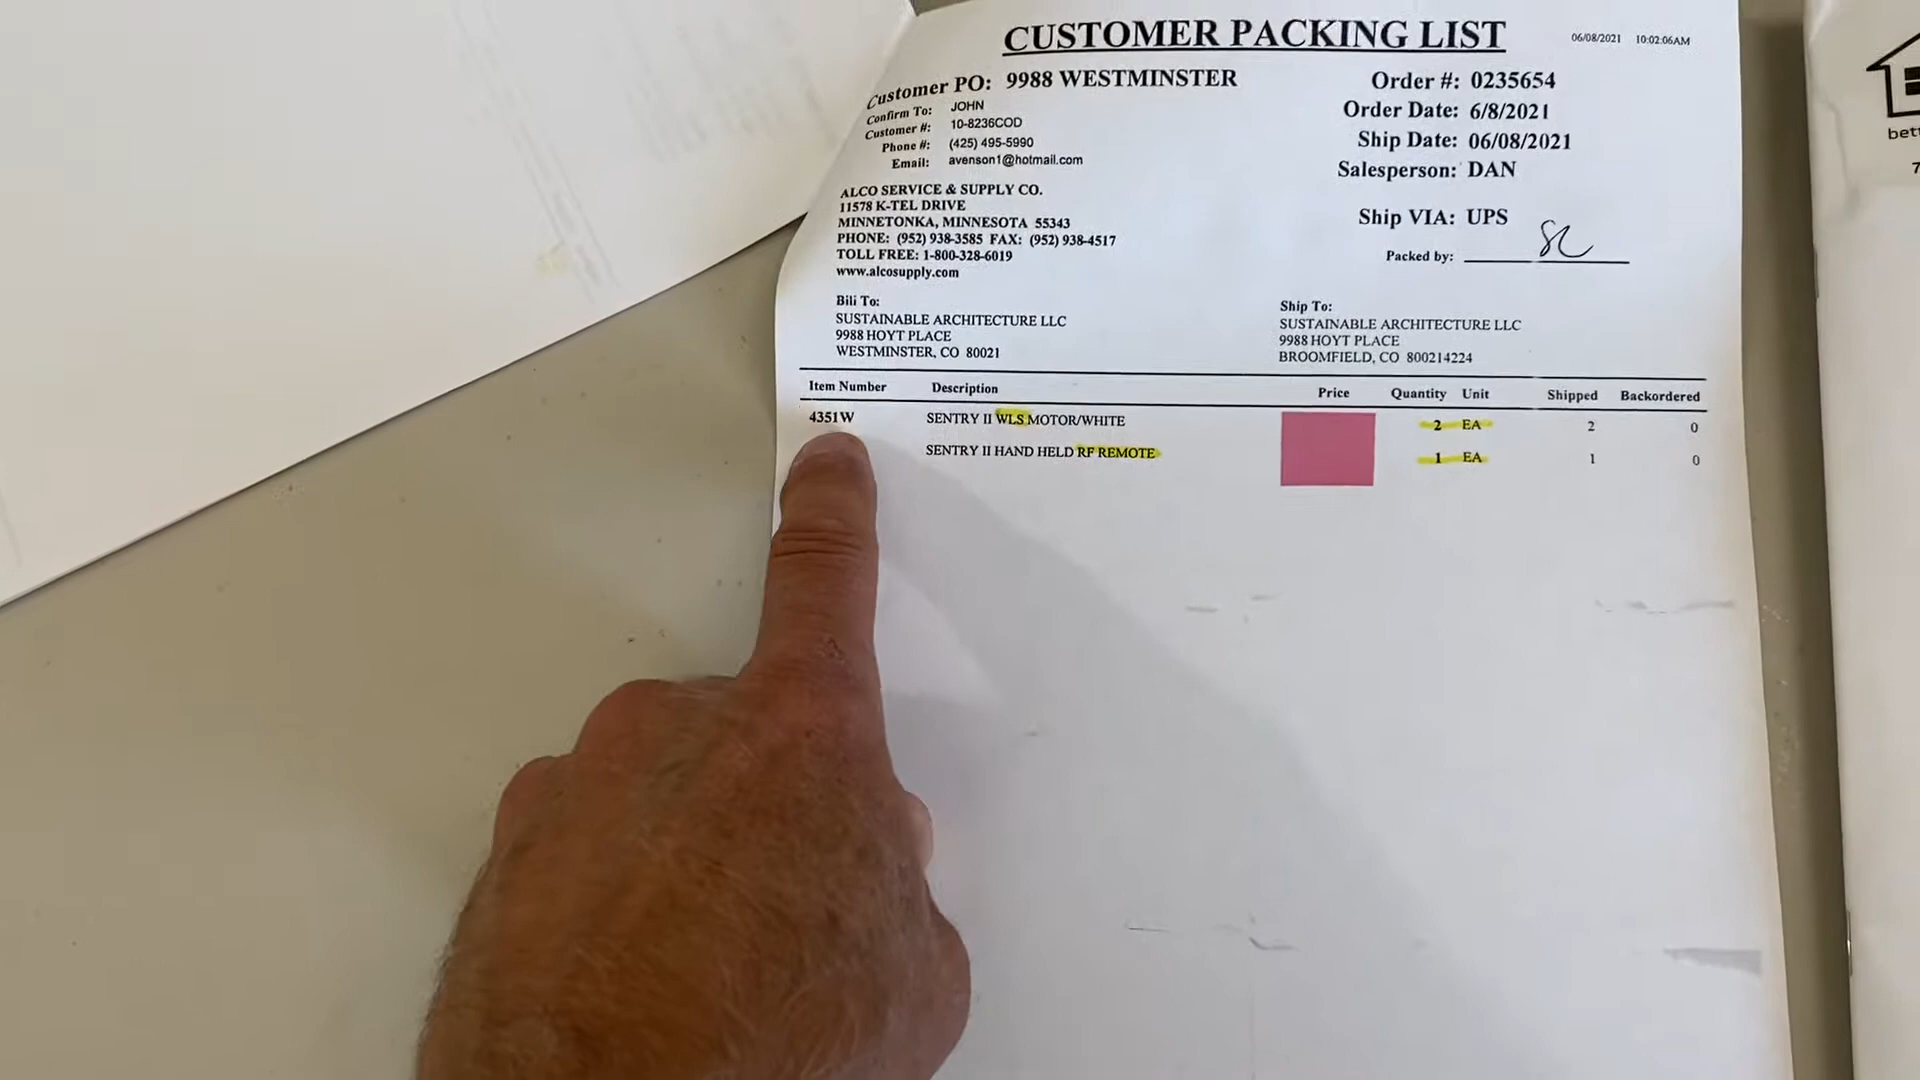 CUSTOMER PACKING LIST
06/08/2021 10:02:06AM
Customer PO: 9988 WESTMINSTER
Confirm To: JOHN
Customer #: 10-8236COD
Phone #: (425) 495-5990
Email: avenson1@hotmail.com
Order #: 0235654
Order Date: 6/8/2021
Ship Date: 06/08/2021
Salesperson: DAN
Ship VIA: UPS
Packed by: SC
ALCO SERVICE & SUPPLY CO.
11578 K-TEL DRIVE
MINNETONKA, MINNESOTA 55343
PHONE: (952) 938-3585 FAX: (952) 938-4517
TOLL FREE: 1-800-328-6019
www.alcosupply.com
Bill To:
SUSTAINABLE ARCHITECTURE LLC
9988 HOYT PLACE
WESTMINSTER, CO 80021
Ship To:
SUSTAINABLE ARCHITECTURE LLC
9988 HOYT PLACE
BROOMFIELD, CO 800214224
Item Number Description Price Quantity Unit Shipped Backordered
4351W SENTRY II WLS MOTOR/WHITE 2 EA 2 0
SENTRY II HAND HELD RF REMOTE 1 EA 1 0
bett
7